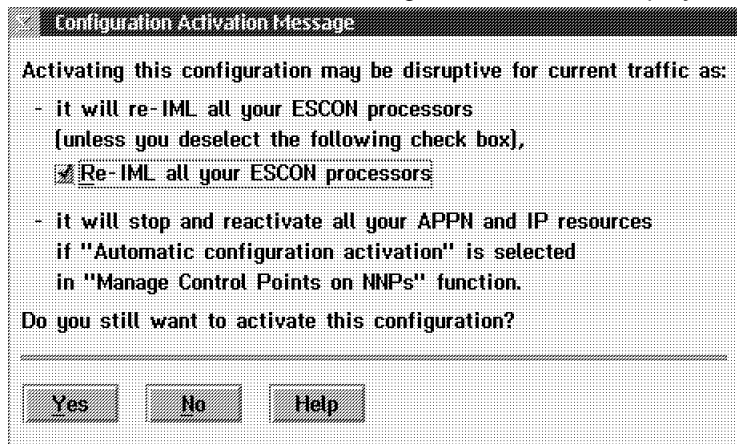 Configuration Activation Message
Activating this configuration may be disruptive for current traffic as:
- it will re-IML all your ESCON processors
(unless you deselect the following check box),
Re-IML all your ESCON processors
- it will stop and reactivate all your APPN and IP resources
if "Automatic configuration activation" is selected
in "Manage Control Points on NNPs" function.
Do you still want to activate this configuration?
Yes No Help